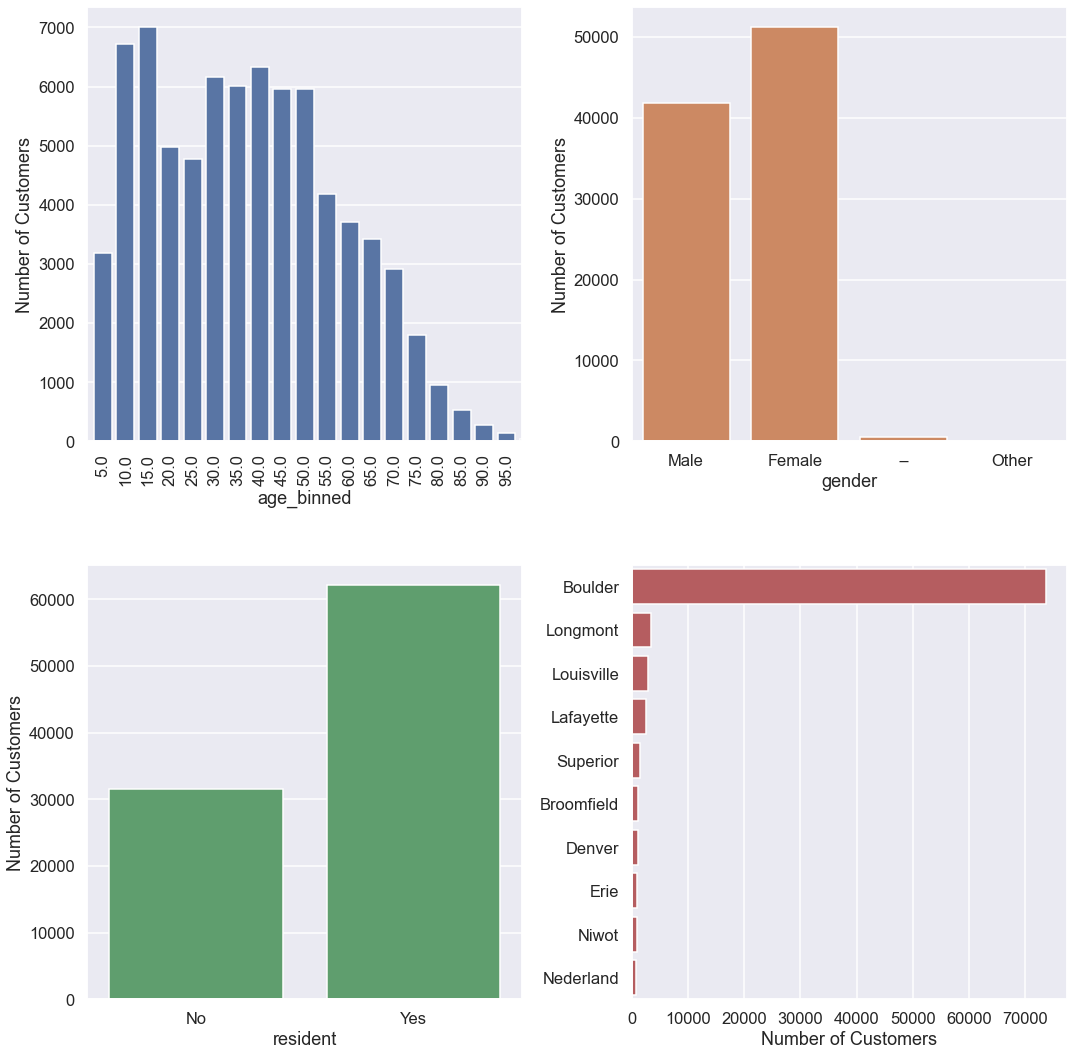 7000
6000
5000
4000
3000
2000
1000
0
Number of Customers
5.0 10.0 15.0 20.0 25.0 30.0 35.0 40.0 45.0 50.0 55.0 60.0 65.0 70.0 75.0 80.0 85.0 90.0 95.0
age_binned
50000
40000
30000
20000
10000
0
Number of Customers
Male Female – Other
gender
60000
50000
40000
30000
20000
10000
0
Number of Customers
No Yes
resident
Boulder
Longmont
Louisville
Lafayette
Superior
Broomfield
Denver
Erie
Niwot
Nederland
0 10000 20000 30000 40000 50000 60000 70000
Number of Customers